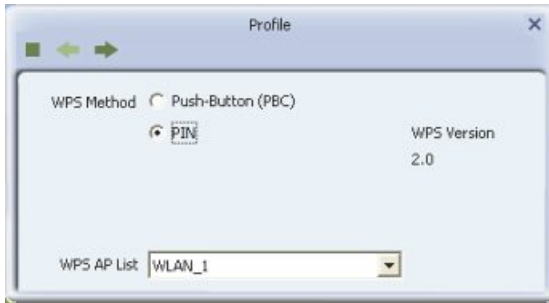 Profile
WPS Method Push-Button (PBC)
PIN WPS Version
2.0
WPS AP List WLAN_1